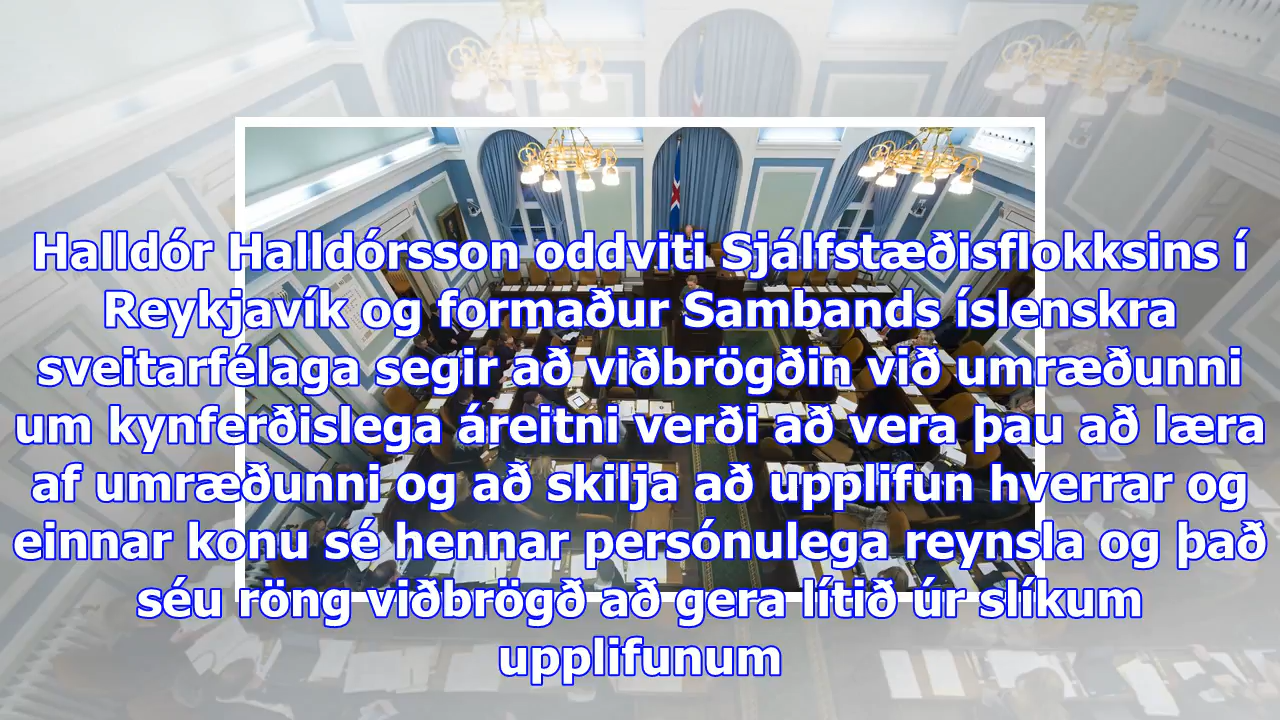 Halldór Halldórsson oddviti Sjálfstæðisflokksins í
Reykjavík og formaður Sambands íslenskra
sveitarfélaga segir að viðbrögðin við umræðunni
um kynferðislega áreitni verði að vera þau að læra
af umræðunni og að skilja að upplifun hverrar og
einnar konu sé hennar persónulega reynsla og það
séu röng viðbrögð að gera lítið úr slíkum
upplifunum